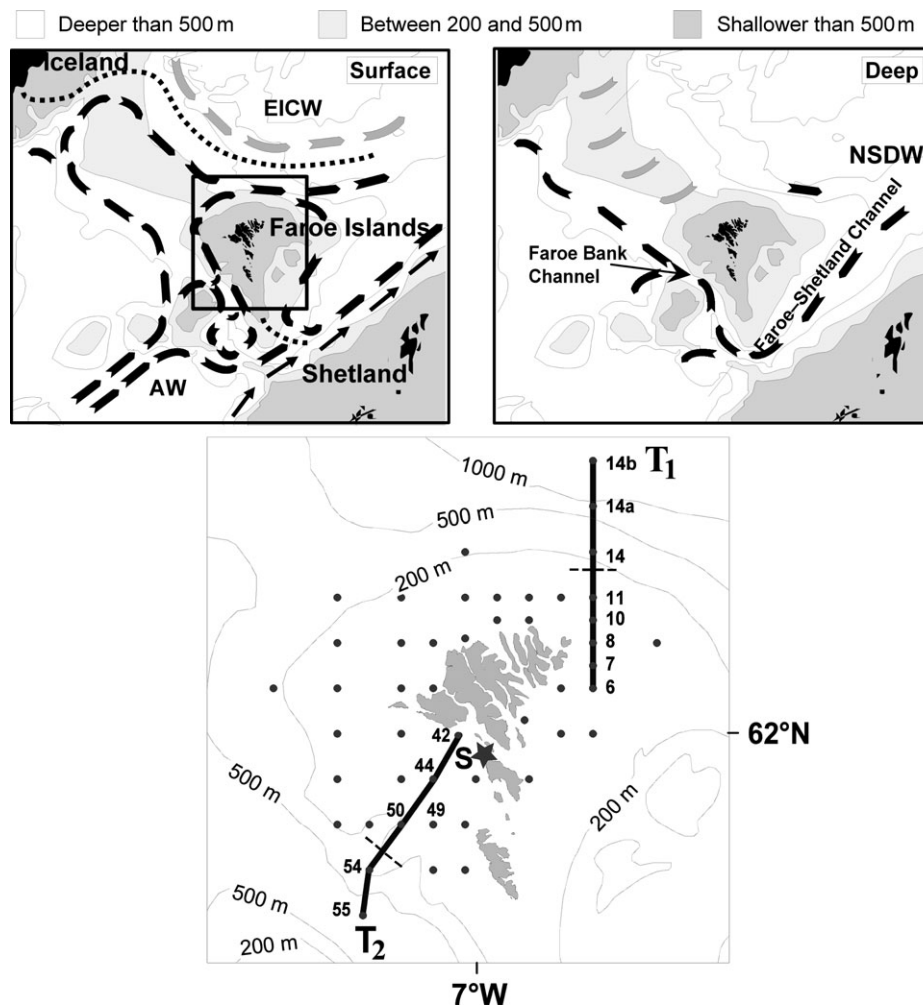 Deeper than 500 m
Between 200 and 500 m
Shallower than 500 m
Iceland
Surface
EICW
Faroe Islands
Shetland
AW
Deep
NSDW
Faroe Bank
Channel
Faroe-Shetland Channel
1000 m
14b
T1
14a
500 m
14
200 m
11
10
8
7
6
42
62°N
S
44
500 m
50
49
200 m
54
500 m
55
T2
200 m
7°W